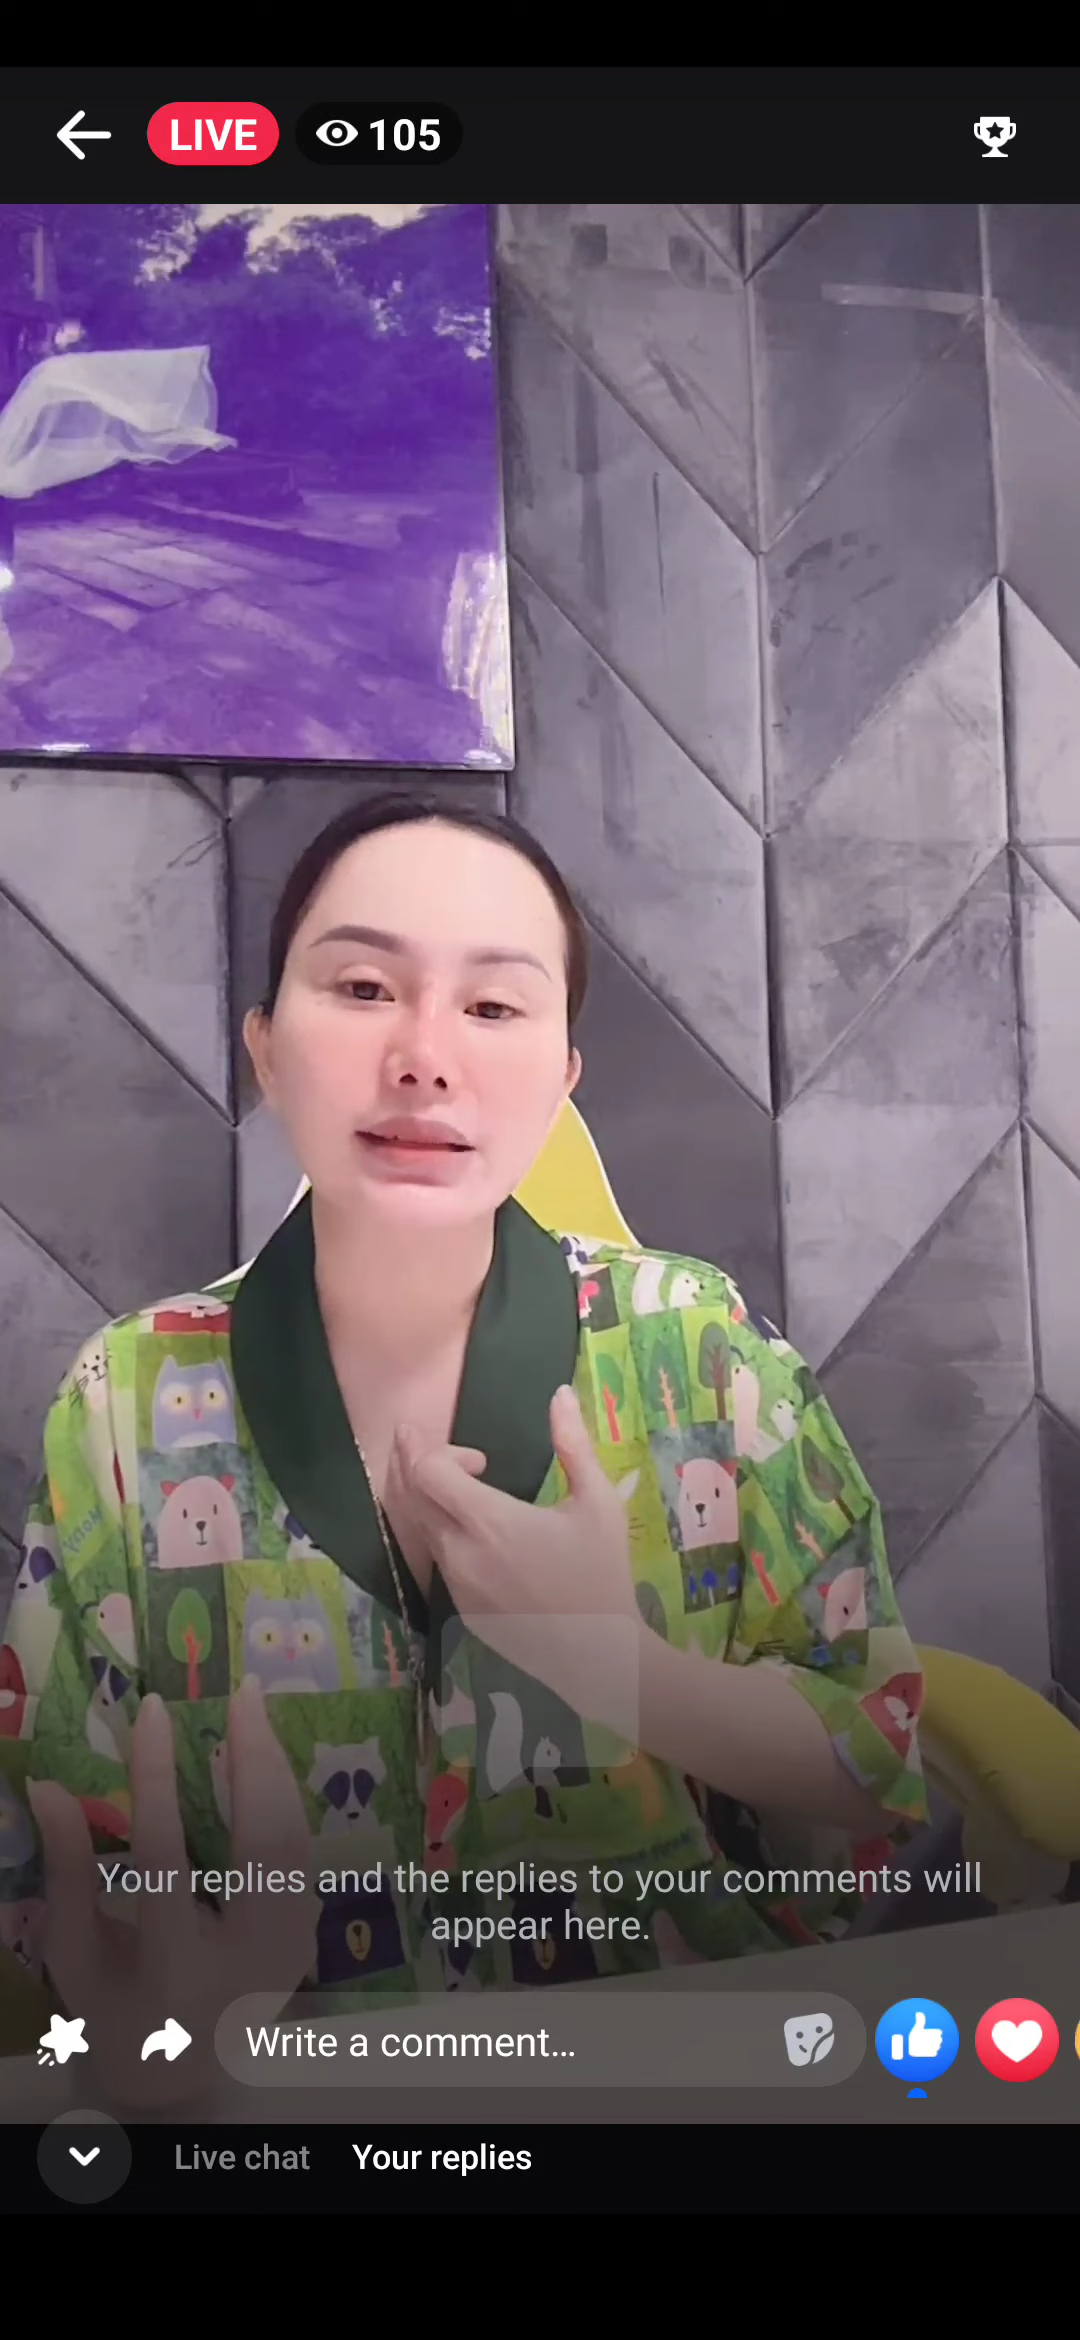 LIVE
105
Your replies and the replies to your comments will
appear here.
Write a comment...
Live chat
Your replies